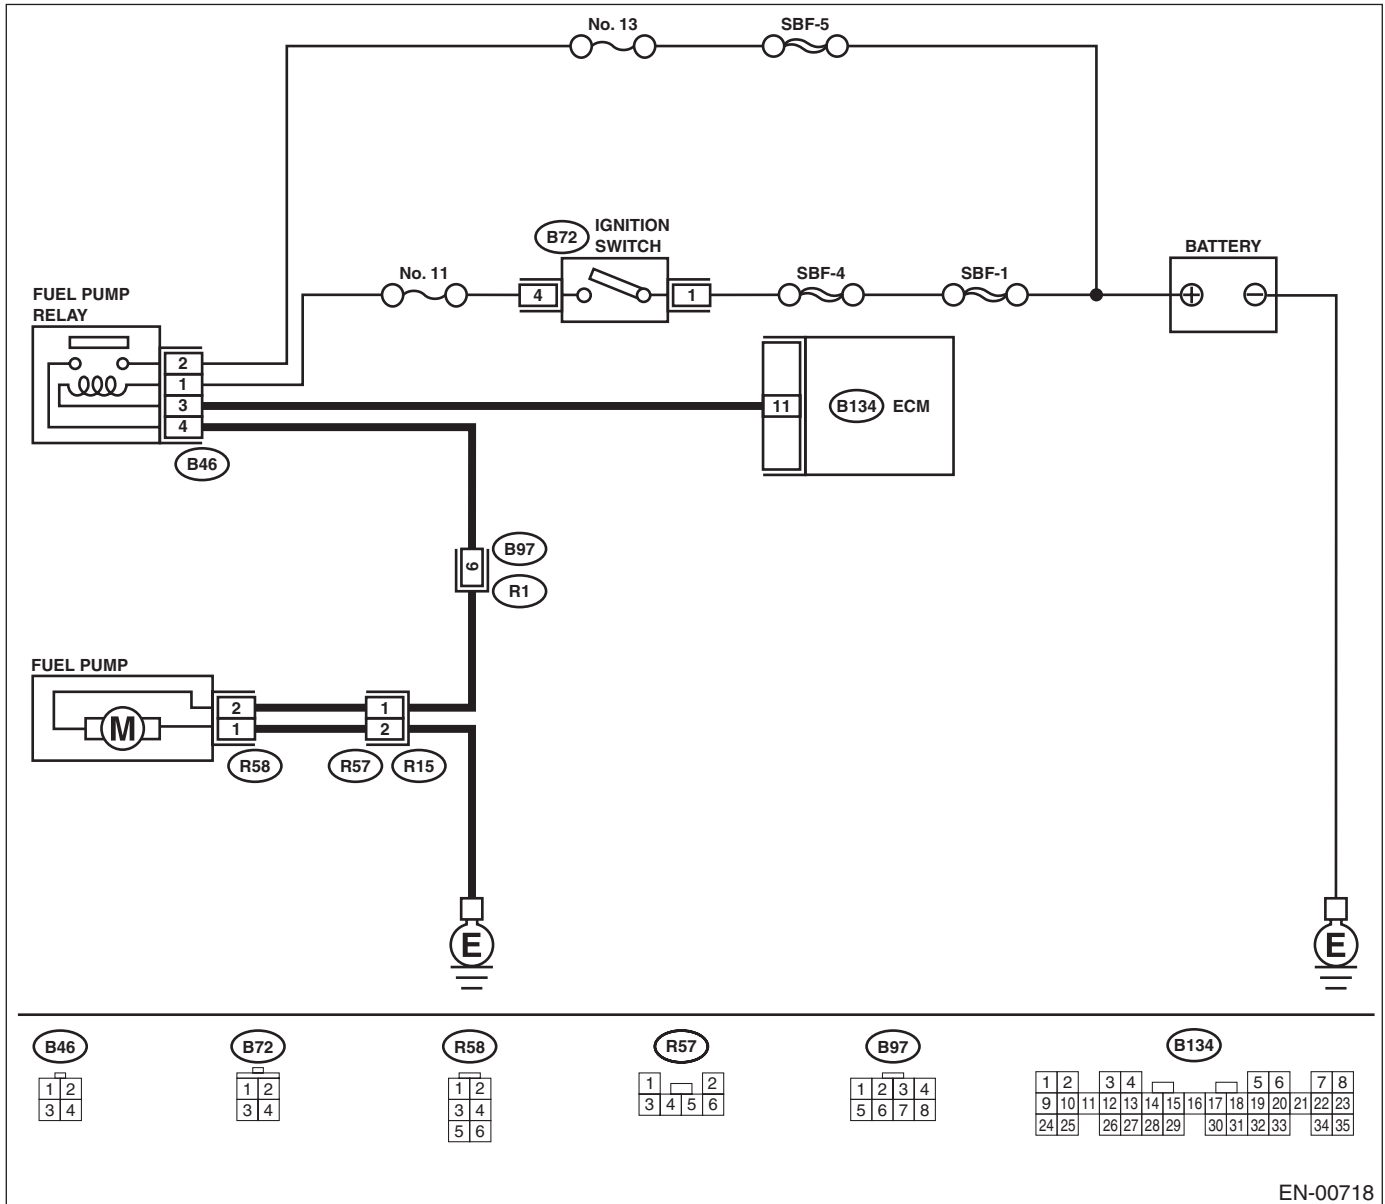 No. 13
SBF-5
B72
IGNITION
SWITCH
BATTERY
No. 11
4
1
SBF-4
SBF-1
FUEL PUMP
RELAY
2
1
3
4
B46
11
B134
ECM
B97
6
R1
FUEL PUMP
M
2
1
1
2
R58
R57
R15
E
E
B46
B72
R58
R57
B97
B134
1 2
3 4
1 2
3 4
1 2
3 4
5 6
1 2
3 4 5 6
1 2 3 4
5 6 7 8
1 2 3 4 5 6 7 8
9 10 11 12 13 14 15 16 17 18 19 20 21 22 23
24 25 26 27 28 29 30 31 32 33 34 35
EN-00718